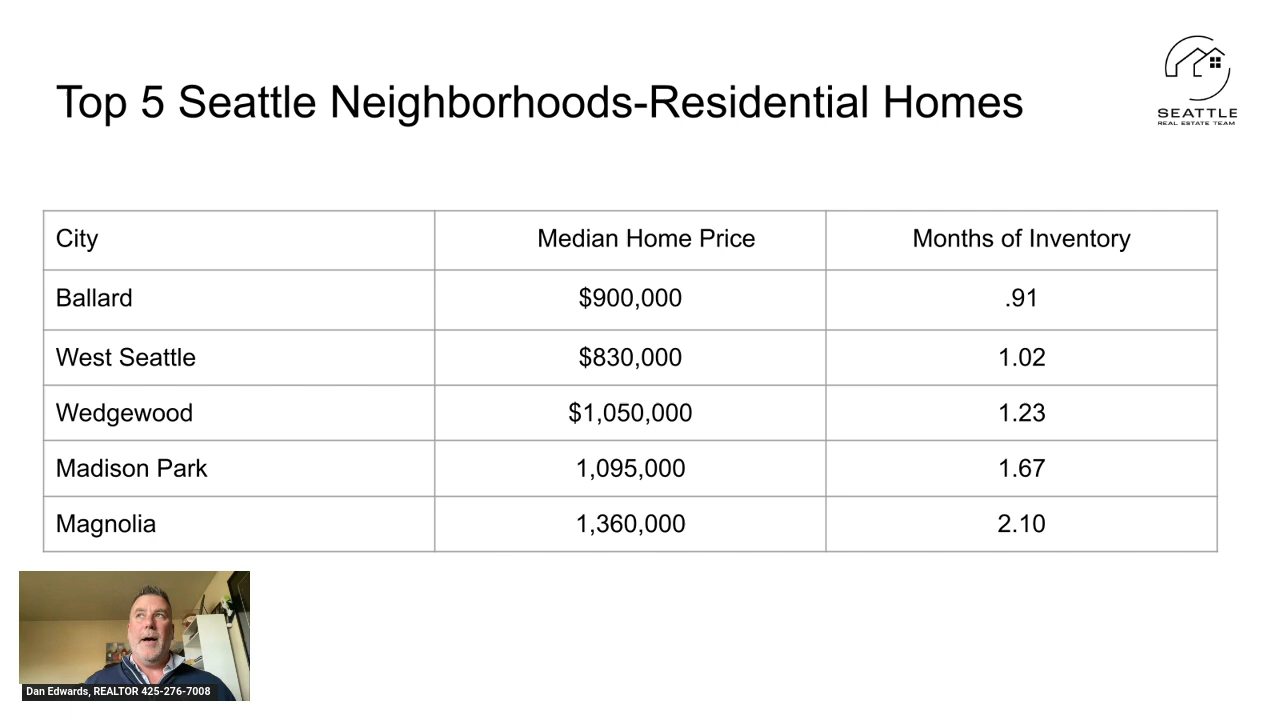 Top 5 Seattle Neighborhoods-Residential Homes
SEATTLE
REAL ESTATE TEAM
City Median Home Price Months of Inventory
Ballard $900,000 .91
West Seattle $830,000 1.02
Wedgewood $1,050,000 1.23
Madison Park 1,095,000 1.67
Magnolia 1,360,000 2.10
Dan Edwards, REALTOR 425-276-7008